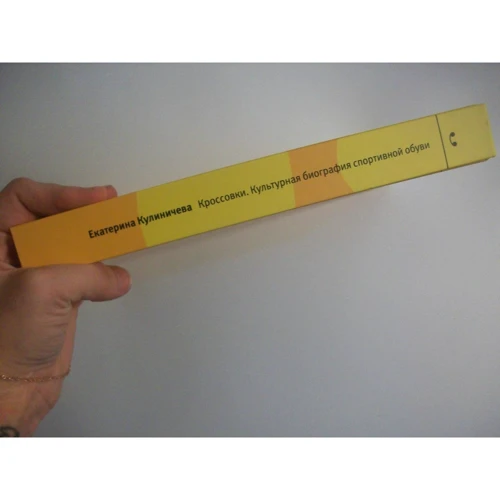 Екатерина Кулиничева Кроссовки. Культурная биография спортивной обуви